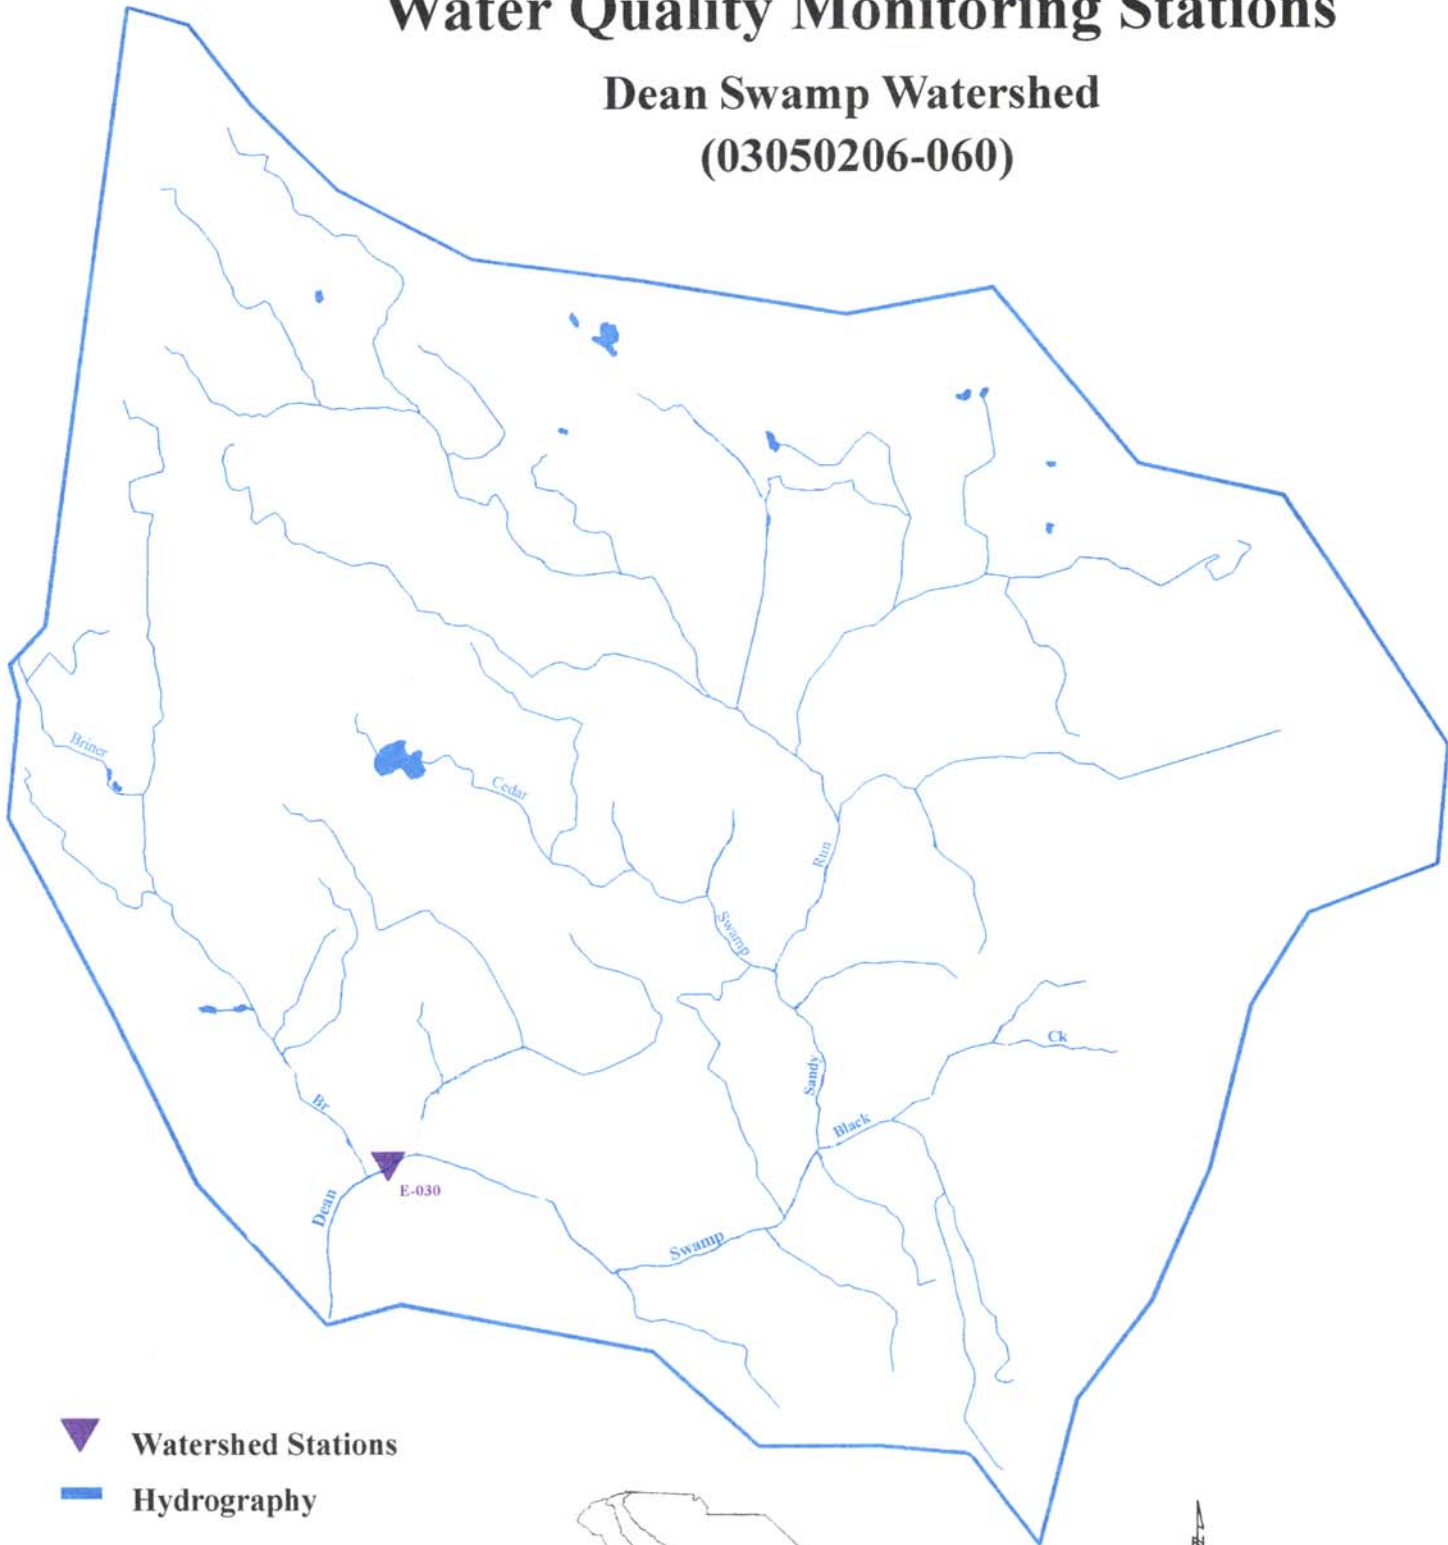 Water Quality Monitoring Stations
Dean Swamp Watershed
(03050206-060)
Briner
Cedar
Run
Swamp
Ck
Sandy
Br
Black
E-030
Dean
Swamp
Watershed Stations
Hydrography